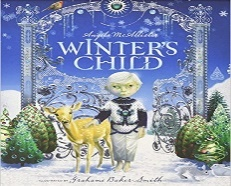 Angela McAllister
WINTER'S
CHILD
Grahame Baker-Smith